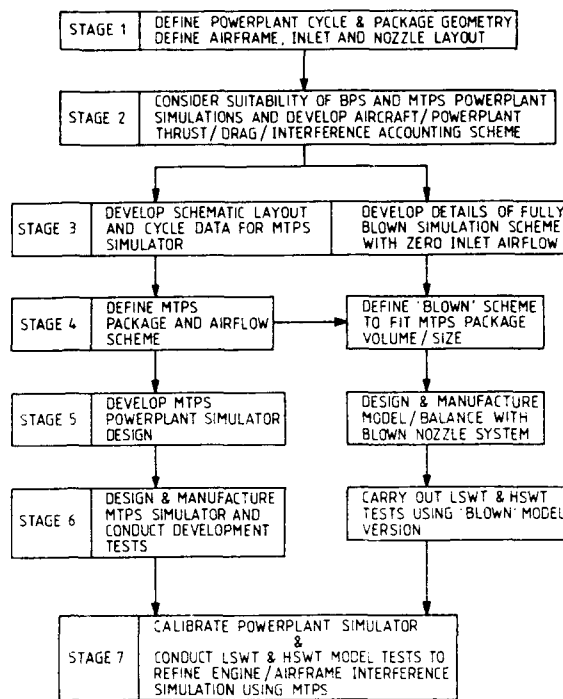 STAGE 1
DEFINE POWERPLANT CYCLE & PACKAGE GEOMETRY
DEFINE AIRFRAME, INLET AND NOZZLE LAYOUT
STAGE 2
CONSIDER SUITABILITY OF BPS AND MTPS POWERPLANT
SIMULATIONS AND DEVELOP AIRCRAFT/POWERPLANT
THRUST/DRAG/INTERFERENCE ACCOUNTING SCHEME
STAGE 3
DEVELOP SCHEMATIC LAYOUT
AND CYCLE DATA FOR MTPS
SIMULATOR
DEVELOP DETAILS OF FULLY
BLOWN SIMULATION SCHEME
WITH ZERO INLET AIRFLOW
STAGE 4
DEFINE MTPS
PACKAGE AND AIRFLOW
SCHEME
DEFINE 'BLOWN' SCHEME
TO FIT MTPS PACKAGE
VOLUME/SIZE
STAGE 5
DEVELOP MTPS
POWERPLANT SIMULATOR
DESIGN
DESIGN & MANUFACTURE
MODEL/BALANCE WITH
BLOWN NOZZLE SYSTEM
STAGE 6
DESIGN & MANUFACTURE
MTPS SIMULATOR AND
CONDUCT DEVELOPMENT
TESTS
CARRY OUT LSWT & HSWT
TESTS USING 'BLOWN' MODEL
VERSION
STAGE 7
CALIBRATE POWERPLANT SIMULATOR
&
CONDUCT LSWT & HSWT MODEL TESTS TO
REFINE ENGINE/AIRFRAME INTERFERENCE
SIMULATION USING MTPS